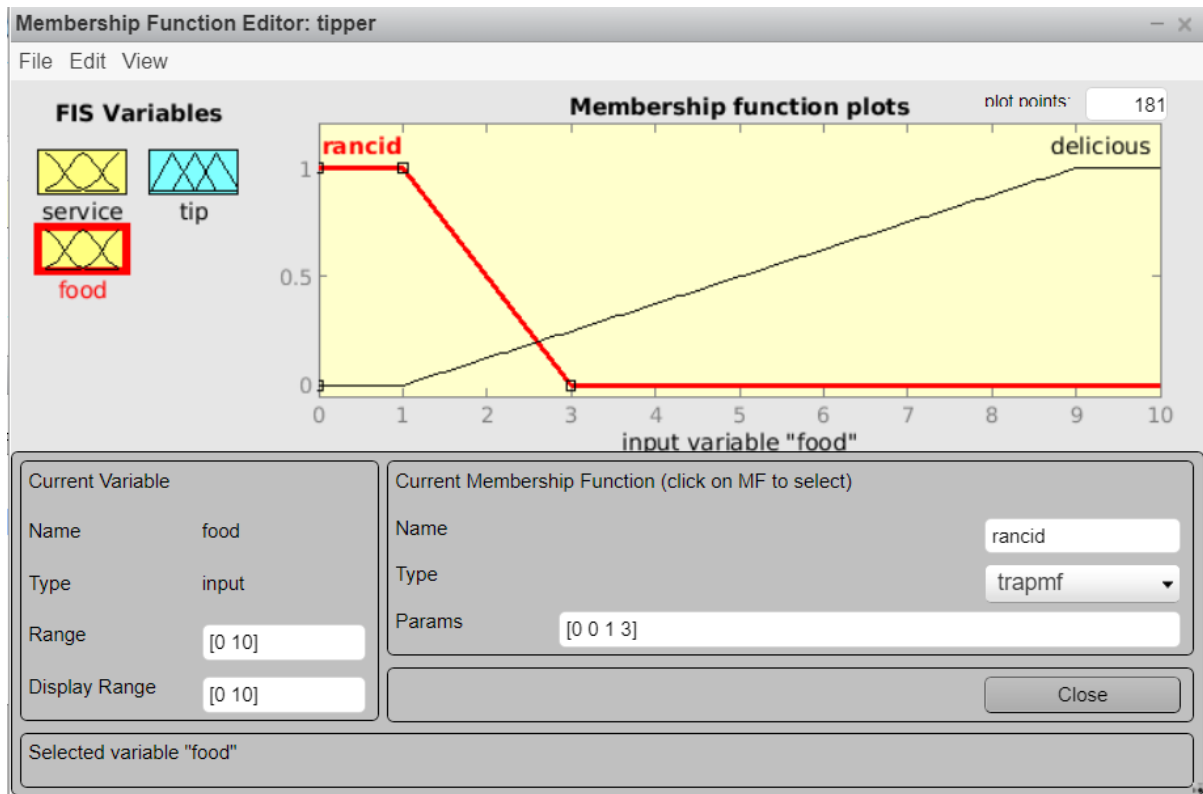 Membership Function Editor: tipper
File Edit View
FIS Variables
service
tip
food
Membership function plots
plot points:
181
rancid
delicious
1
0.5
0
0 1 2 3 4 5 6 7 8 9 10
input variable "food"
Current Variable
Name food
Type input
Range [0 10]
Display Range [0 10]
Current Membership Function (click on MF to select)
Name rancid
Type trapmf
Params [0 0 1 3]
Close
Selected variable "food"